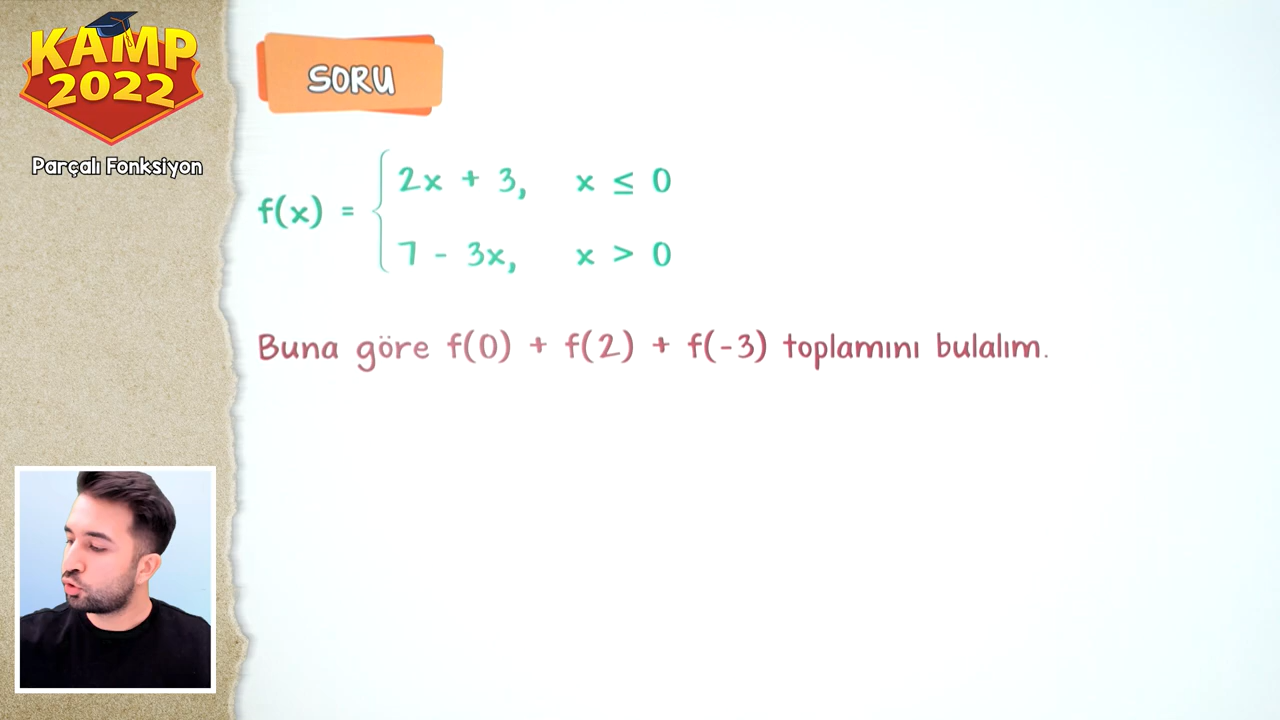 KAMP
2022
Parçalı Fonksiyon
SORU
f(x) = { 2x + 3, x ≤ 0
7 - 3x, x > 0
Buna göre f(0) + f(2) + f(-3) toplamını bulalım.